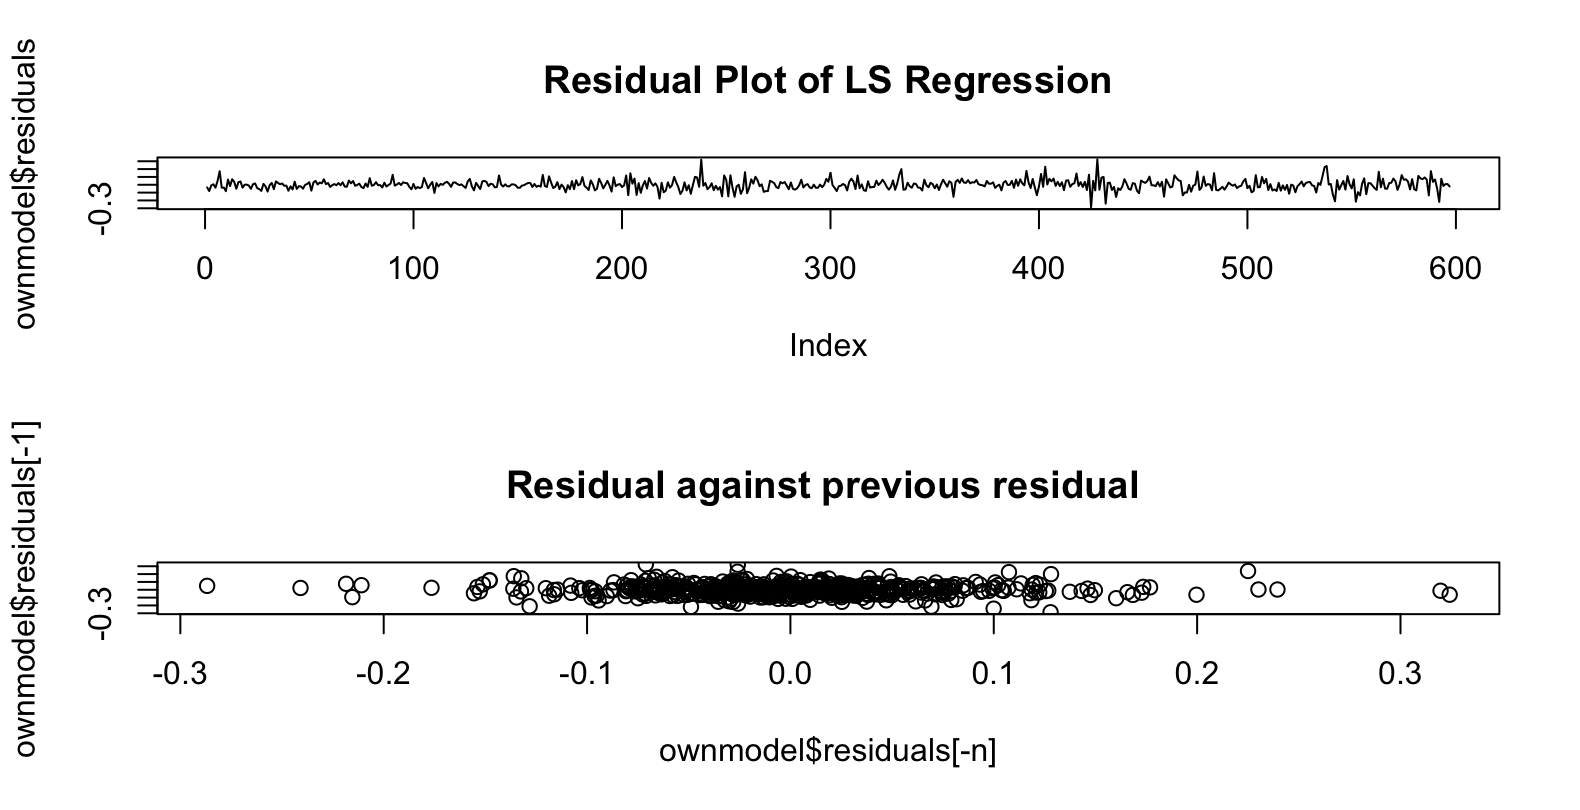 Residual Plot of LS Regression
ownmodel$residuals
-0.3
0 100 200 300 400 500 600
Index
Residual against previous residual
ownmodel$residuals[-1]
-0.3
-0.3 -0.2 -0.1 0.0 0.1 0.2 0.3
ownmodel$residuals[-n]